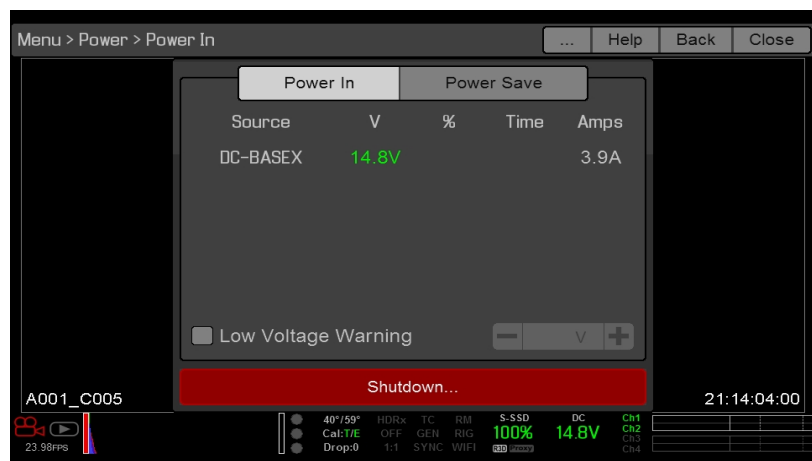 Menu > Power > Power In
... Help Back Close
Power In Power Save
Source V % Time Amps
DC-BASEX 14.8V 3.9A
Low Voltage Warning
V
Shutdown...
A001_C005
21:14:04:00
23.98FPS
40°/59° HDRx TC RM S-SSD DC Ch1
Cal:T/E OFF GEN RIG 100% 14.8V Ch2
Drop:0 1:1 SYNC WIFI R3D Proxy Ch3
Ch4